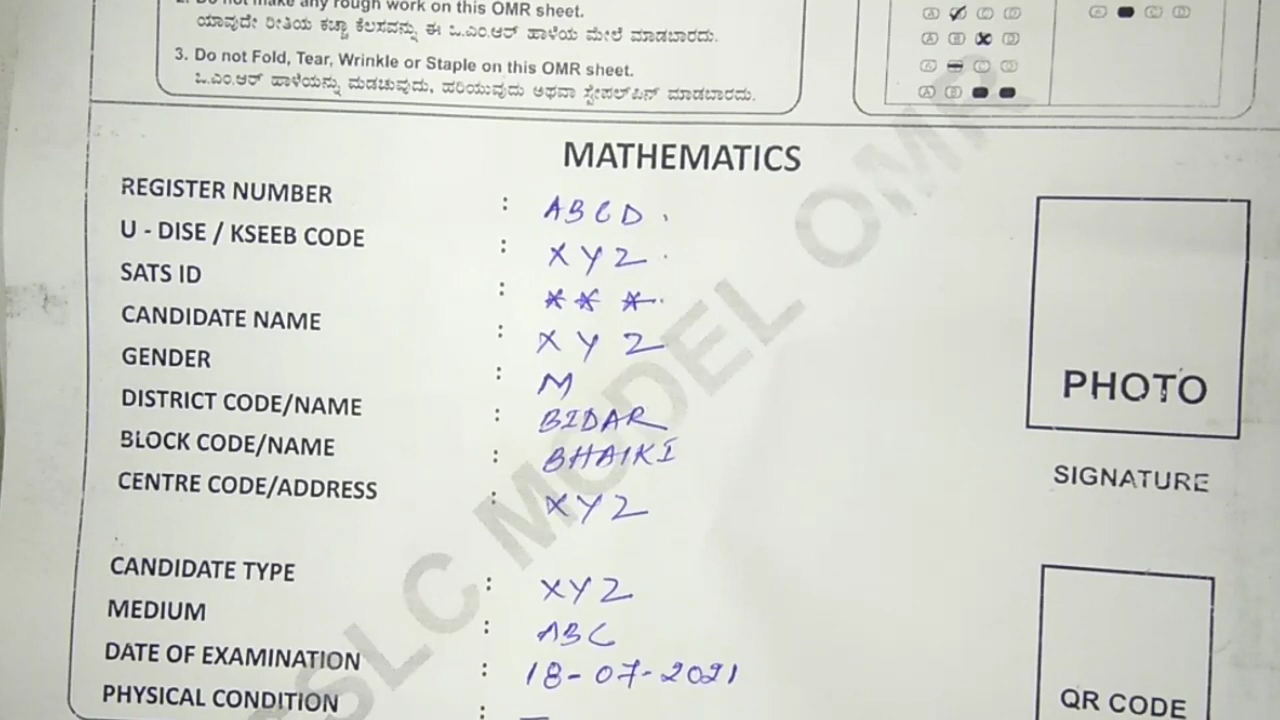 2. Do not make any rough work on this OMR sheet.
ಯಾವುದೇ ರೀತಿಯ ಕಚ್ಚಾ ಕೆಲಸವನ್ನು ಈ ಓ.ಎಂ.ಆರ್ ಹಾಳೆಯ ಮೇಲೆ ಮಾಡಬಾರದು.
3. Do not Fold, Tear, Wrinkle or Staple on this OMR sheet.
ಓ.ಎಂ.ಆರ್ ಹಾಳೆಯನ್ನು ಮಡಚುವುದು, ಹರಿಯುವುದು ಅಥವಾ ಸ್ಟೇಪಲ್‌ಪಿನ್ ಮಾಡಬಾರದು.
A C D
A C D
A B D
A C D
A B
MATHEMATICS
REGISTER NUMBER : ABCD
U - DISE / KSEEB CODE : XYZ
SATS ID : * * *
CANDIDATE NAME : XYZ
GENDER : M
DISTRICT CODE/NAME : BIDAR
BLOCK CODE/NAME : BHALKI
CENTRE CODE/ADDRESS : XYZ
CANDIDATE TYPE : XYZ
MEDIUM : ABC
DATE OF EXAMINATION : 18-07-2021
PHYSICAL CONDITION : —
PHOTO
SIGNATURE
QR CODE
SSLC MODEL OMR